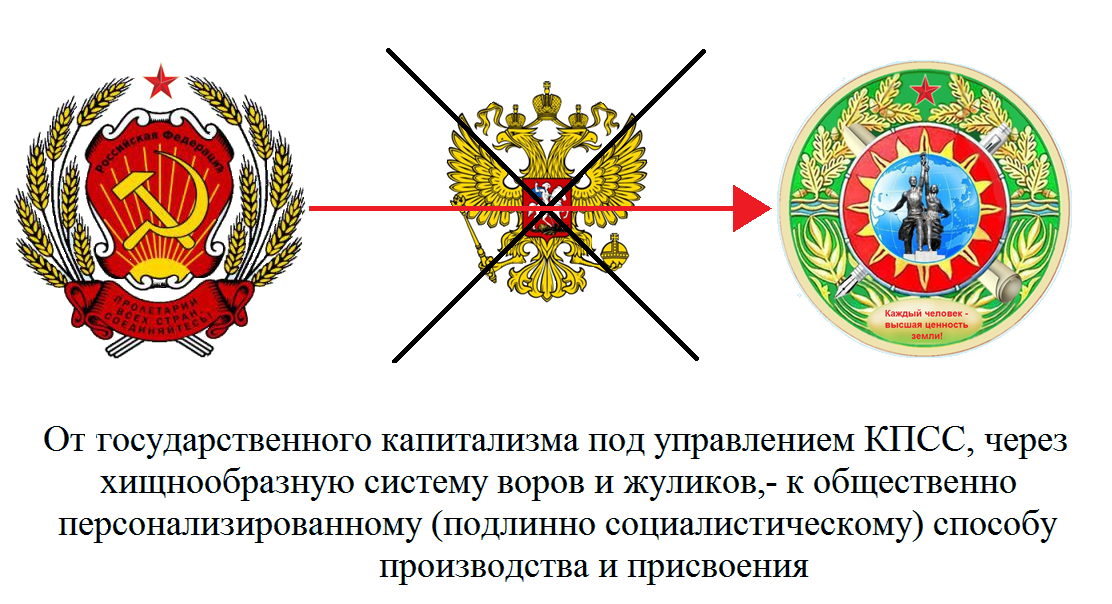 Российская Федерация
ПРОЛЕТАРИИ
ВСЕХ СТРАН,
СОЕДИНЯЙТЕСЬ!
Каждый человек -
высшая ценность
земли!
От государственного капитализма под управлением КПСС, через
хищнообразную систему воров и жуликов,- к общественно
персонализированному (подлинно социалистическому) способу
производства и присвоения